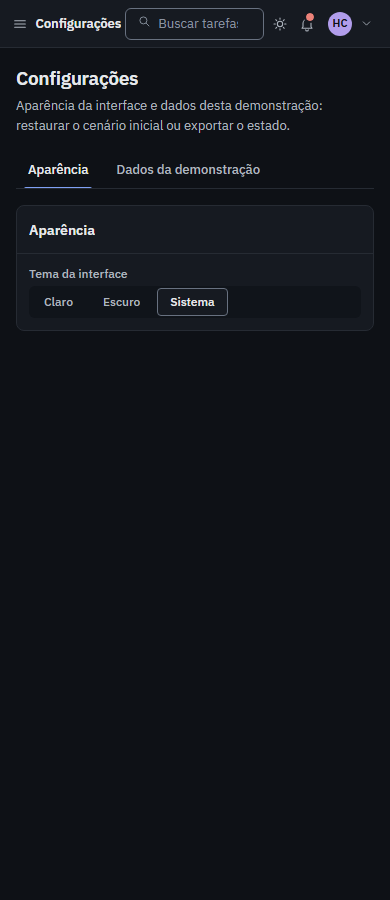 Configurações
Buscar tarefas
HC
Configurações
Aparência da interface e dados desta demonstração:
restaurar o cenário inicial ou exportar o estado.
Aparência
Dados da demonstração
Aparência
Tema da interface
Claro
Escuro
Sistema